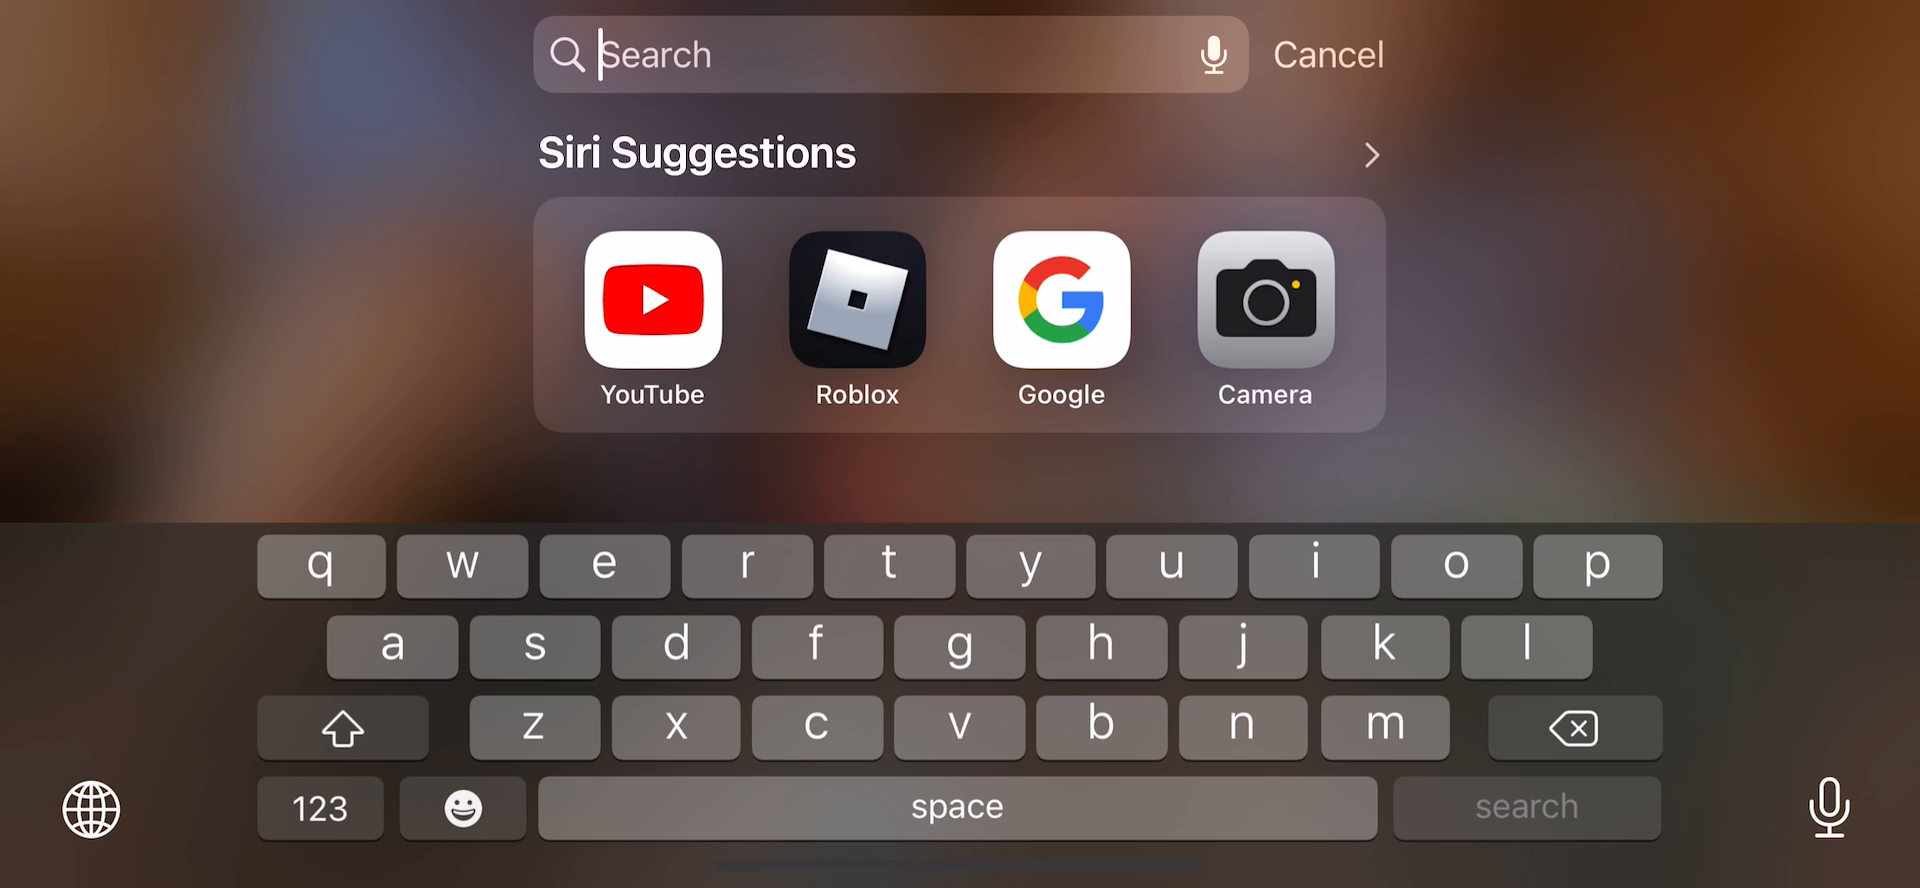 Search
Cancel
Siri Suggestions
YouTube Roblox Google Camera
q w e r t y u i o p
a s d f g h j k l
z x c v b n m
123 space search